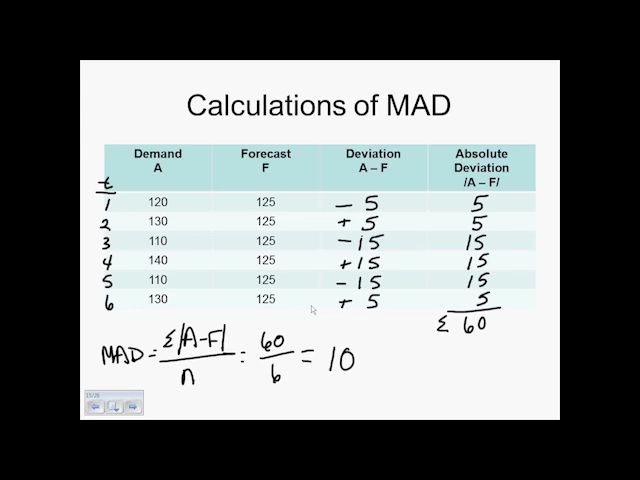 Calculations of MAD
Demand A Forecast F Deviation A – F Absolute Deviation /A – F/
t
1 120 125 – 5 5
2 130 125 + 5 5
3 110 125 – 15 15
4 140 125 + 15 15
5 110 125 – 15 15
6 130 125 + 5 5
Σ 60
MAD = Σ|A-F| / n = 60 / 6 = 10
15/26